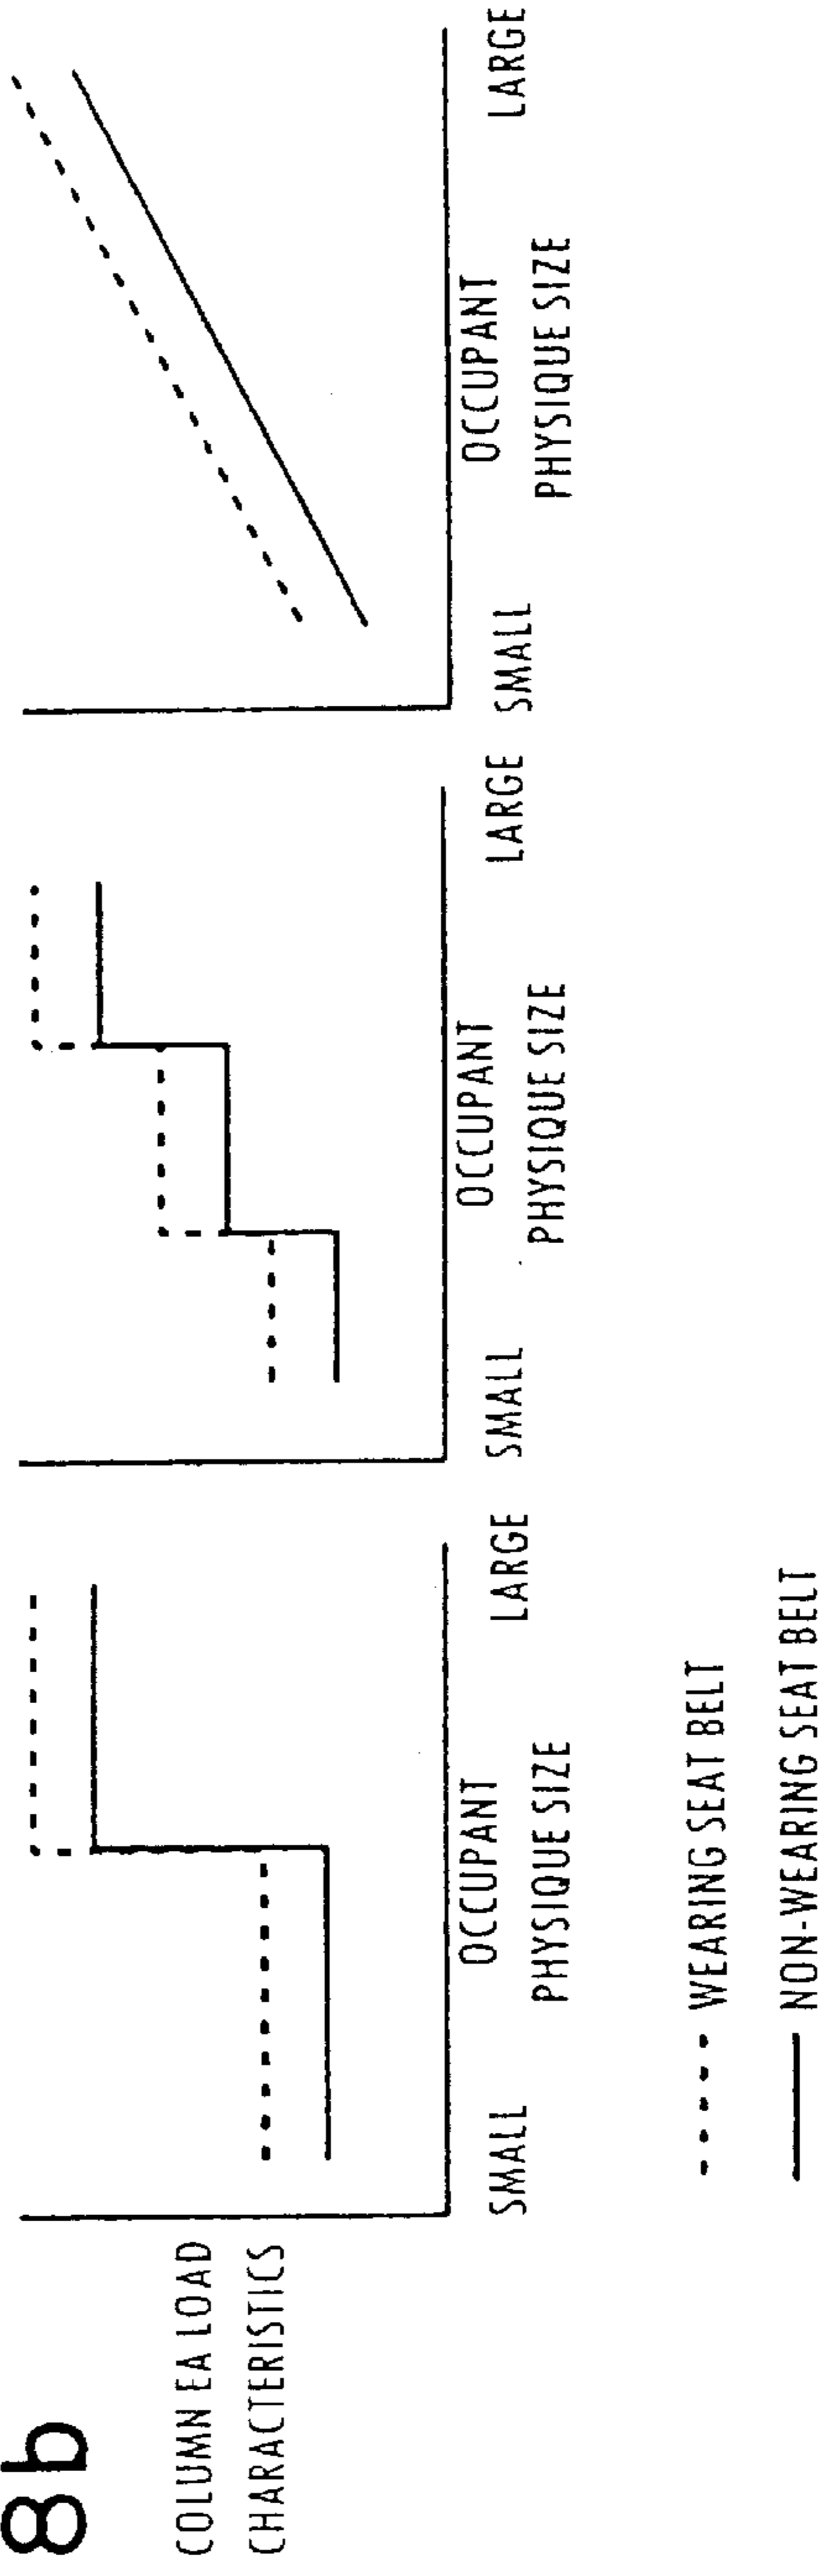 8b
COLUMN EA LOAD
CHARACTERISTICS
SMALL
OCCUPANT
PHYSIQUE SIZE
LARGE
SMALL
OCCUPANT
PHYSIQUE SIZE
LARGE
SMALL
OCCUPANT
PHYSIQUE SIZE
LARGE
WEARING SEAT BELT
NON-WEARING SEAT BELT